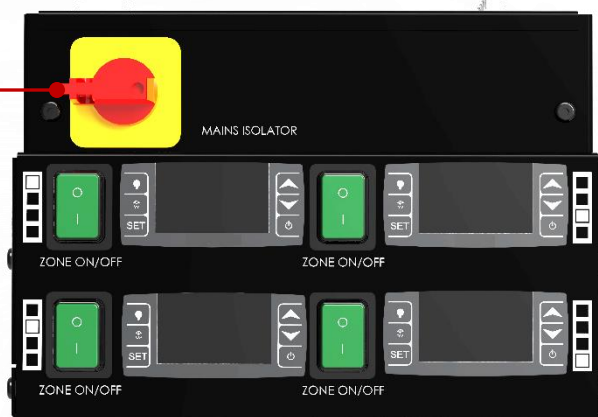 MAINS ISOLATOR
O
I
SET
O
I
SET
ZONE ON/OFF
ZONE ON/OFF
O
I
SET
O
I
SET
ZONE ON/OFF
ZONE ON/OFF